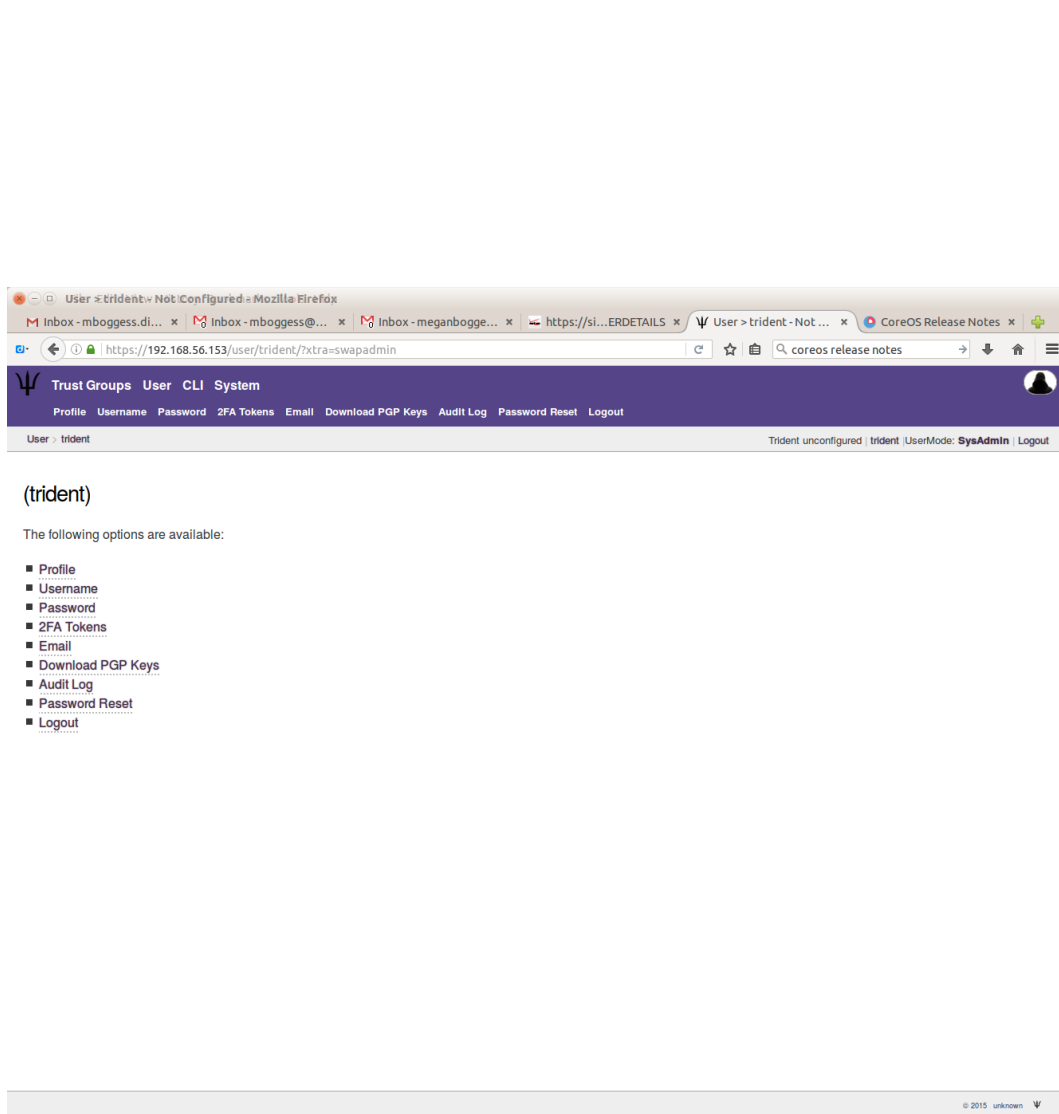 User > trident - Not Configured - Mozilla Firefox
Inbox - mboggess.di... × Inbox - mboggess@... × Inbox - meganbogge... × https://si...ERDETAILS × User > trident - Not ... × CoreOS Release Notes ×
https://192.168.56.153/user/trident/?xtra=swapadmin coreos release notes
Trust Groups User CLI System
Profile Username Password 2FA Tokens Email Download PGP Keys Audit Log Password Reset Logout
User > trident Trident unconfigured | trident |UserMode: SysAdmin | Logout
(trident)
The following options are available:
Profile
Username
Password
2FA Tokens
Email
Download PGP Keys
Audit Log
Password Reset
Logout
© 2015 unknown